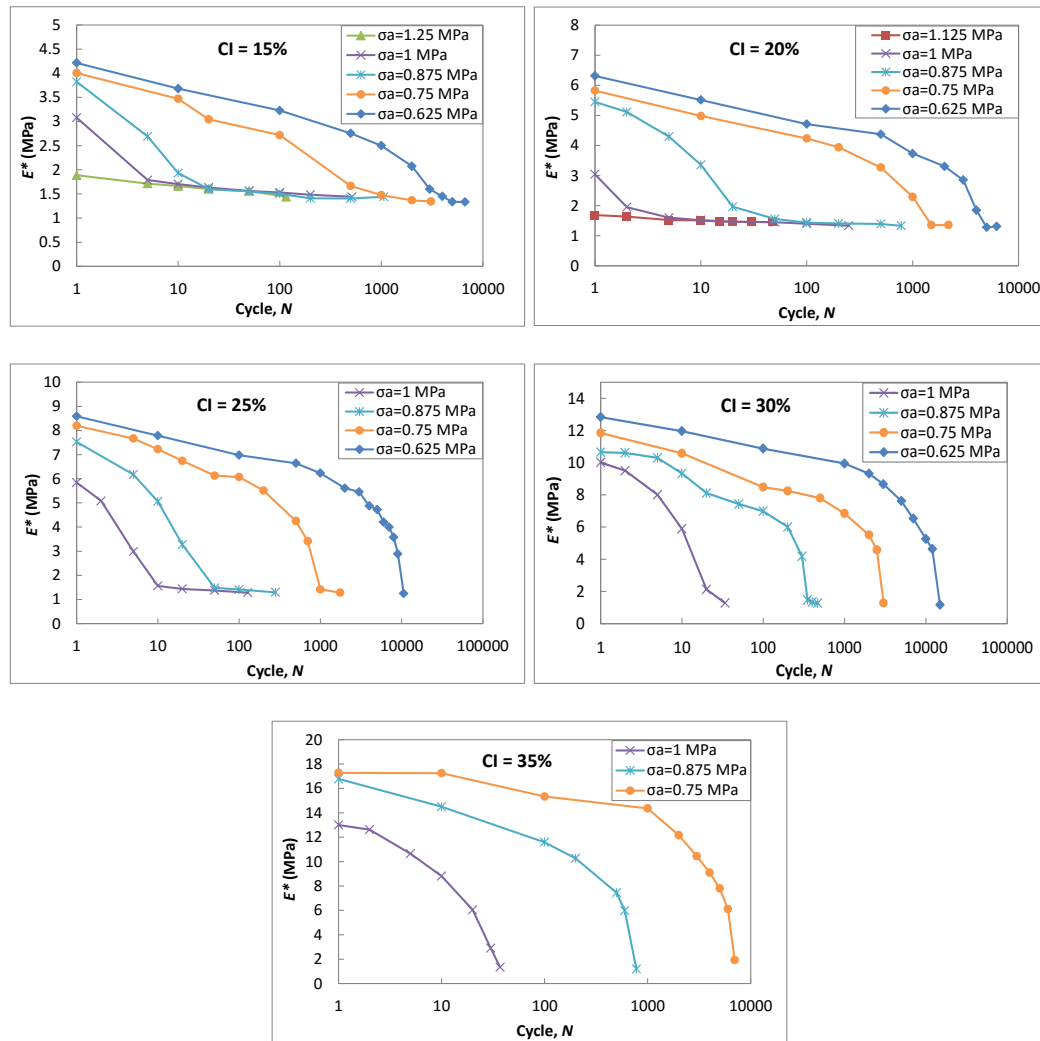 CI = 15%
σa=1.25 MPa
σa=1 MPa
σa=0.875 MPa
σa=0.75 MPa
σa=0.625 MPa
5
4.5
4
3.5
3
2.5
2
1.5
1
0.5
0
E* (MPa)
1 10 100 1000 10000
Cycle, N
CI = 20%
σa=1.125 MPa
σa=1 MPa
σa=0.875 MPa
σa=0.75 MPa
σa=0.625 MPa
8
7
6
5
4
3
2
1
0
E* (MPa)
1 10 100 1000 10000
Cycle, N
CI = 25%
σa=1 MPa
σa=0.875 MPa
σa=0.75 MPa
σa=0.625 MPa
10
9
8
7
6
5
4
3
2
1
0
E* (MPa)
1 10 100 1000 10000 100000
Cycle, N
CI = 30%
σa=1 MPa
σa=0.875 MPa
σa=0.75 MPa
σa=0.625 MPa
14
12
10
8
6
4
2
0
E* (MPa)
1 10 100 1000 10000 100000
Cycle, N
CI = 35%
σa=1 MPa
σa=0.875 MPa
σa=0.75 MPa
20
18
16
14
12
10
8
6
4
2
0
E* (MPa)
1 10 100 1000 10000
Cycle, N